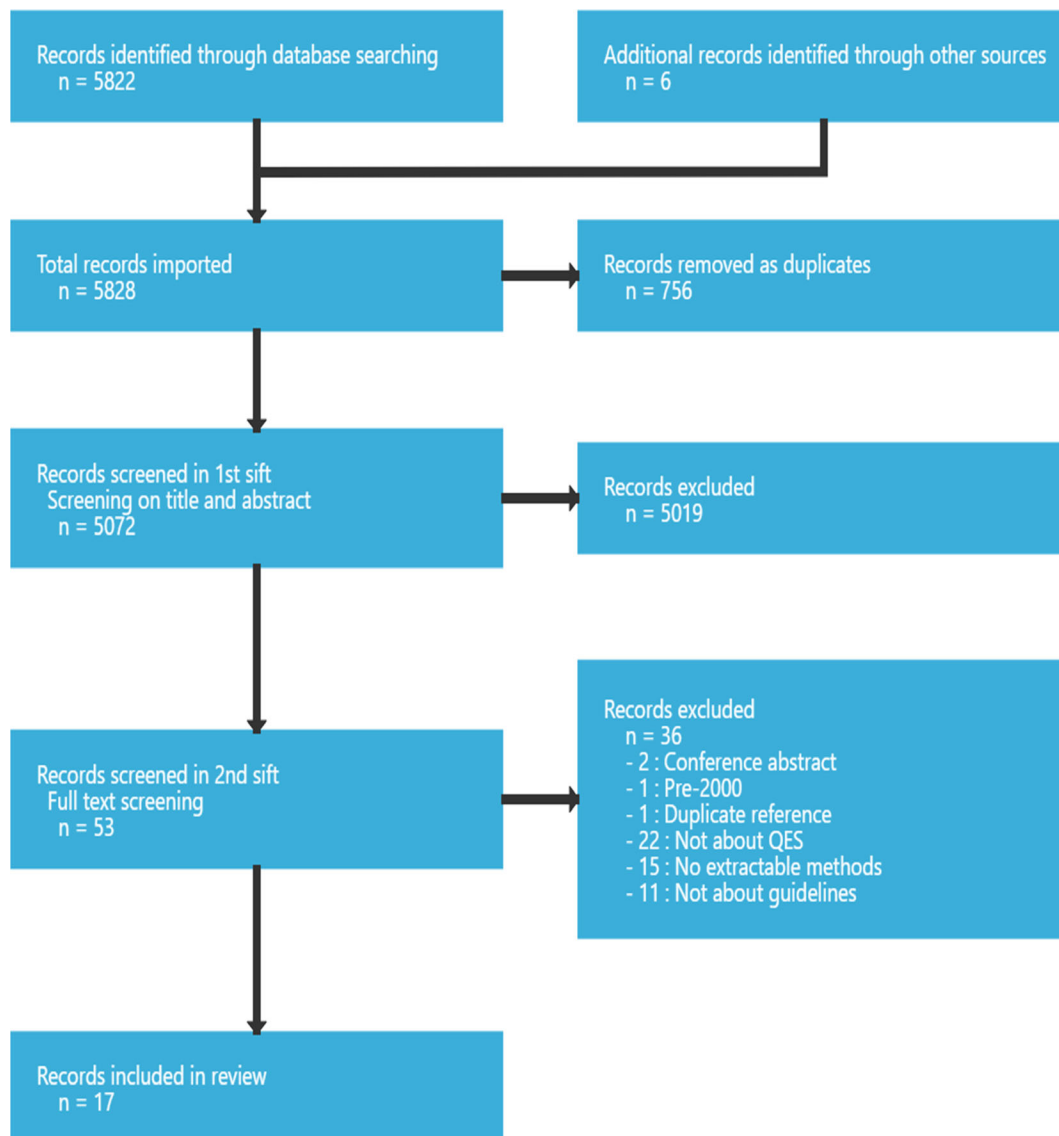 Records identified through database searching
n = 5822
Additional records identified through other sources
n = 6
Total records imported
n = 5828
Records removed as duplicates
n = 756
Records screened in 1st sift
Screening on title and abstract
n = 5072
Records excluded
n = 5019
Records screened in 2nd sift
Full text screening
n = 53
Records excluded
n = 36
- 2 : Conference abstract
- 1 : Pre-2000
- 1 : Duplicate reference
- 22 : Not about QES
- 15 : No extractable methods
- 11 : Not about guidelines
Records included in review
n = 17